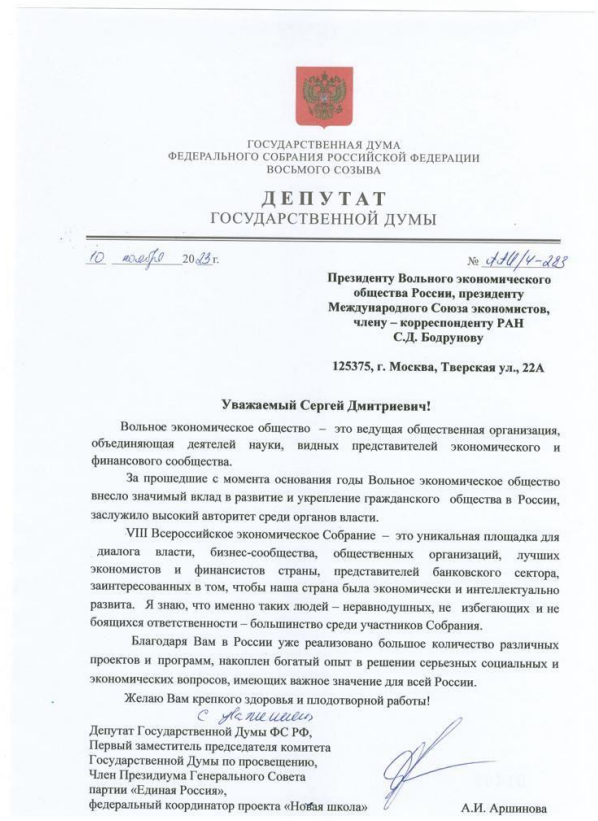 ГОСУДАРСТВЕННАЯ ДУМА
ФЕДЕРАЛЬНОГО СОБРАНИЯ РОССИЙСКОЙ ФЕДЕРАЦИИ
ВОСЬМОГО СОЗЫВА
ДЕПУТАТ
ГОСУДАРСТВЕННОЙ ДУМЫ
10 ноября 2023 г. №
Президенту Вольного экономического
общества России, президенту
Международного Союза экономистов,
члену – корреспонденту РАН
С.Д. Бодрунову
125375, г. Москва, Тверская ул., 22А
Уважаемый Сергей Дмитриевич!
Вольное экономическое общество – это ведущая общественная организация,
объединяющая деятелей науки, видных представителей экономического и
финансового сообщества.
За прошедшие с момента основания годы Вольное экономическое общество
внесло значимый вклад в развитие и укрепление гражданского общества в России,
заслужило высокий авторитет среди органов власти.
VIII Всероссийское экономическое Собрание – это уникальная площадка для
диалога власти, бизнес-сообщества, общественных организаций, лучших
экономистов и финансистов страны, представителей банковского сектора,
заинтересованных в том, чтобы наша страна была экономически и интеллектуально
развита. Я знаю, что именно таких людей – неравнодушных, не избегающих и не
боящихся ответственности – большинство среди участников Собрания.
Благодаря Вам в России уже реализовано большое количество различных
проектов и программ, накоплен богатый опыт в решении серьезных социальных и
экономических вопросов, имеющих важное значение для всей России.
Желаю Вам крепкого здоровья и плодотворной работы!
С уважением
Депутат Государственной Думы ФС РФ,
Первый заместитель председателя комитета
Государственной Думы по просвещению,
Член Президиума Генерального Совета
партии «Единая Россия»,
федеральный координатор проекта «Новая школа» А.И. Аршинова